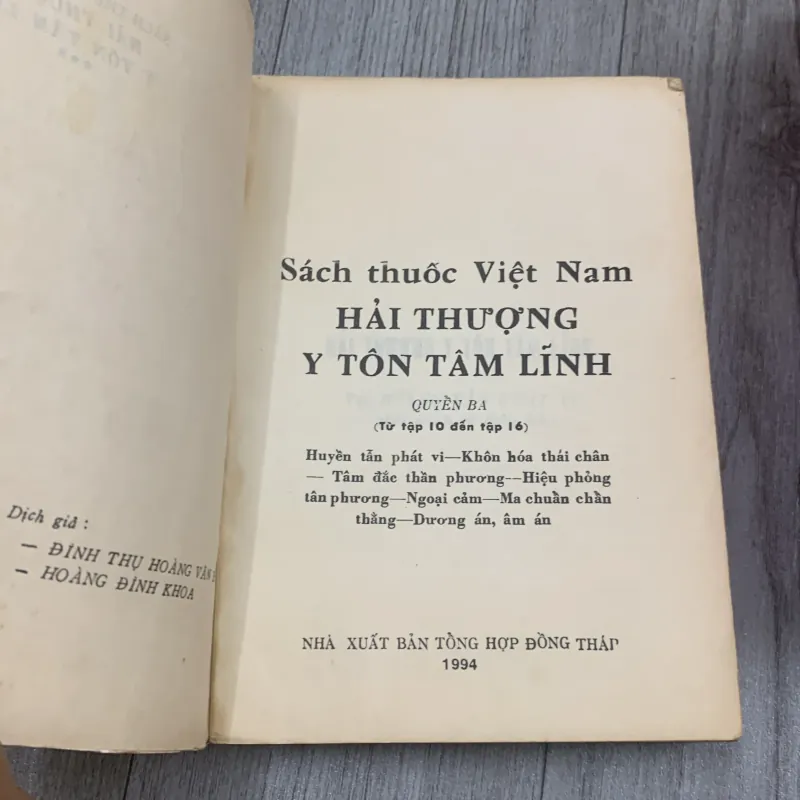 Dịch giả :
— ĐÌNH THỤ HOÀNG VĂN
— HOÀNG ĐÌNH KHOA
Sách thuốc Việt Nam
HẢI THƯỢNG
Y TÔN TÂM LĨNH
QUYỀN BA
(Từ tập 10 đến tập 16)
Huyền tẫn phát vi—Khôn hóa thái chân
— Tâm đắc thần phương--Hiệu phỏng
tân phương—Ngoại cảm—Ma chuẩn chần
thằng—Dương án, âm án
NHÀ XUẤT BẢN TỔNG HỢP ĐỒNG THÁP
1994